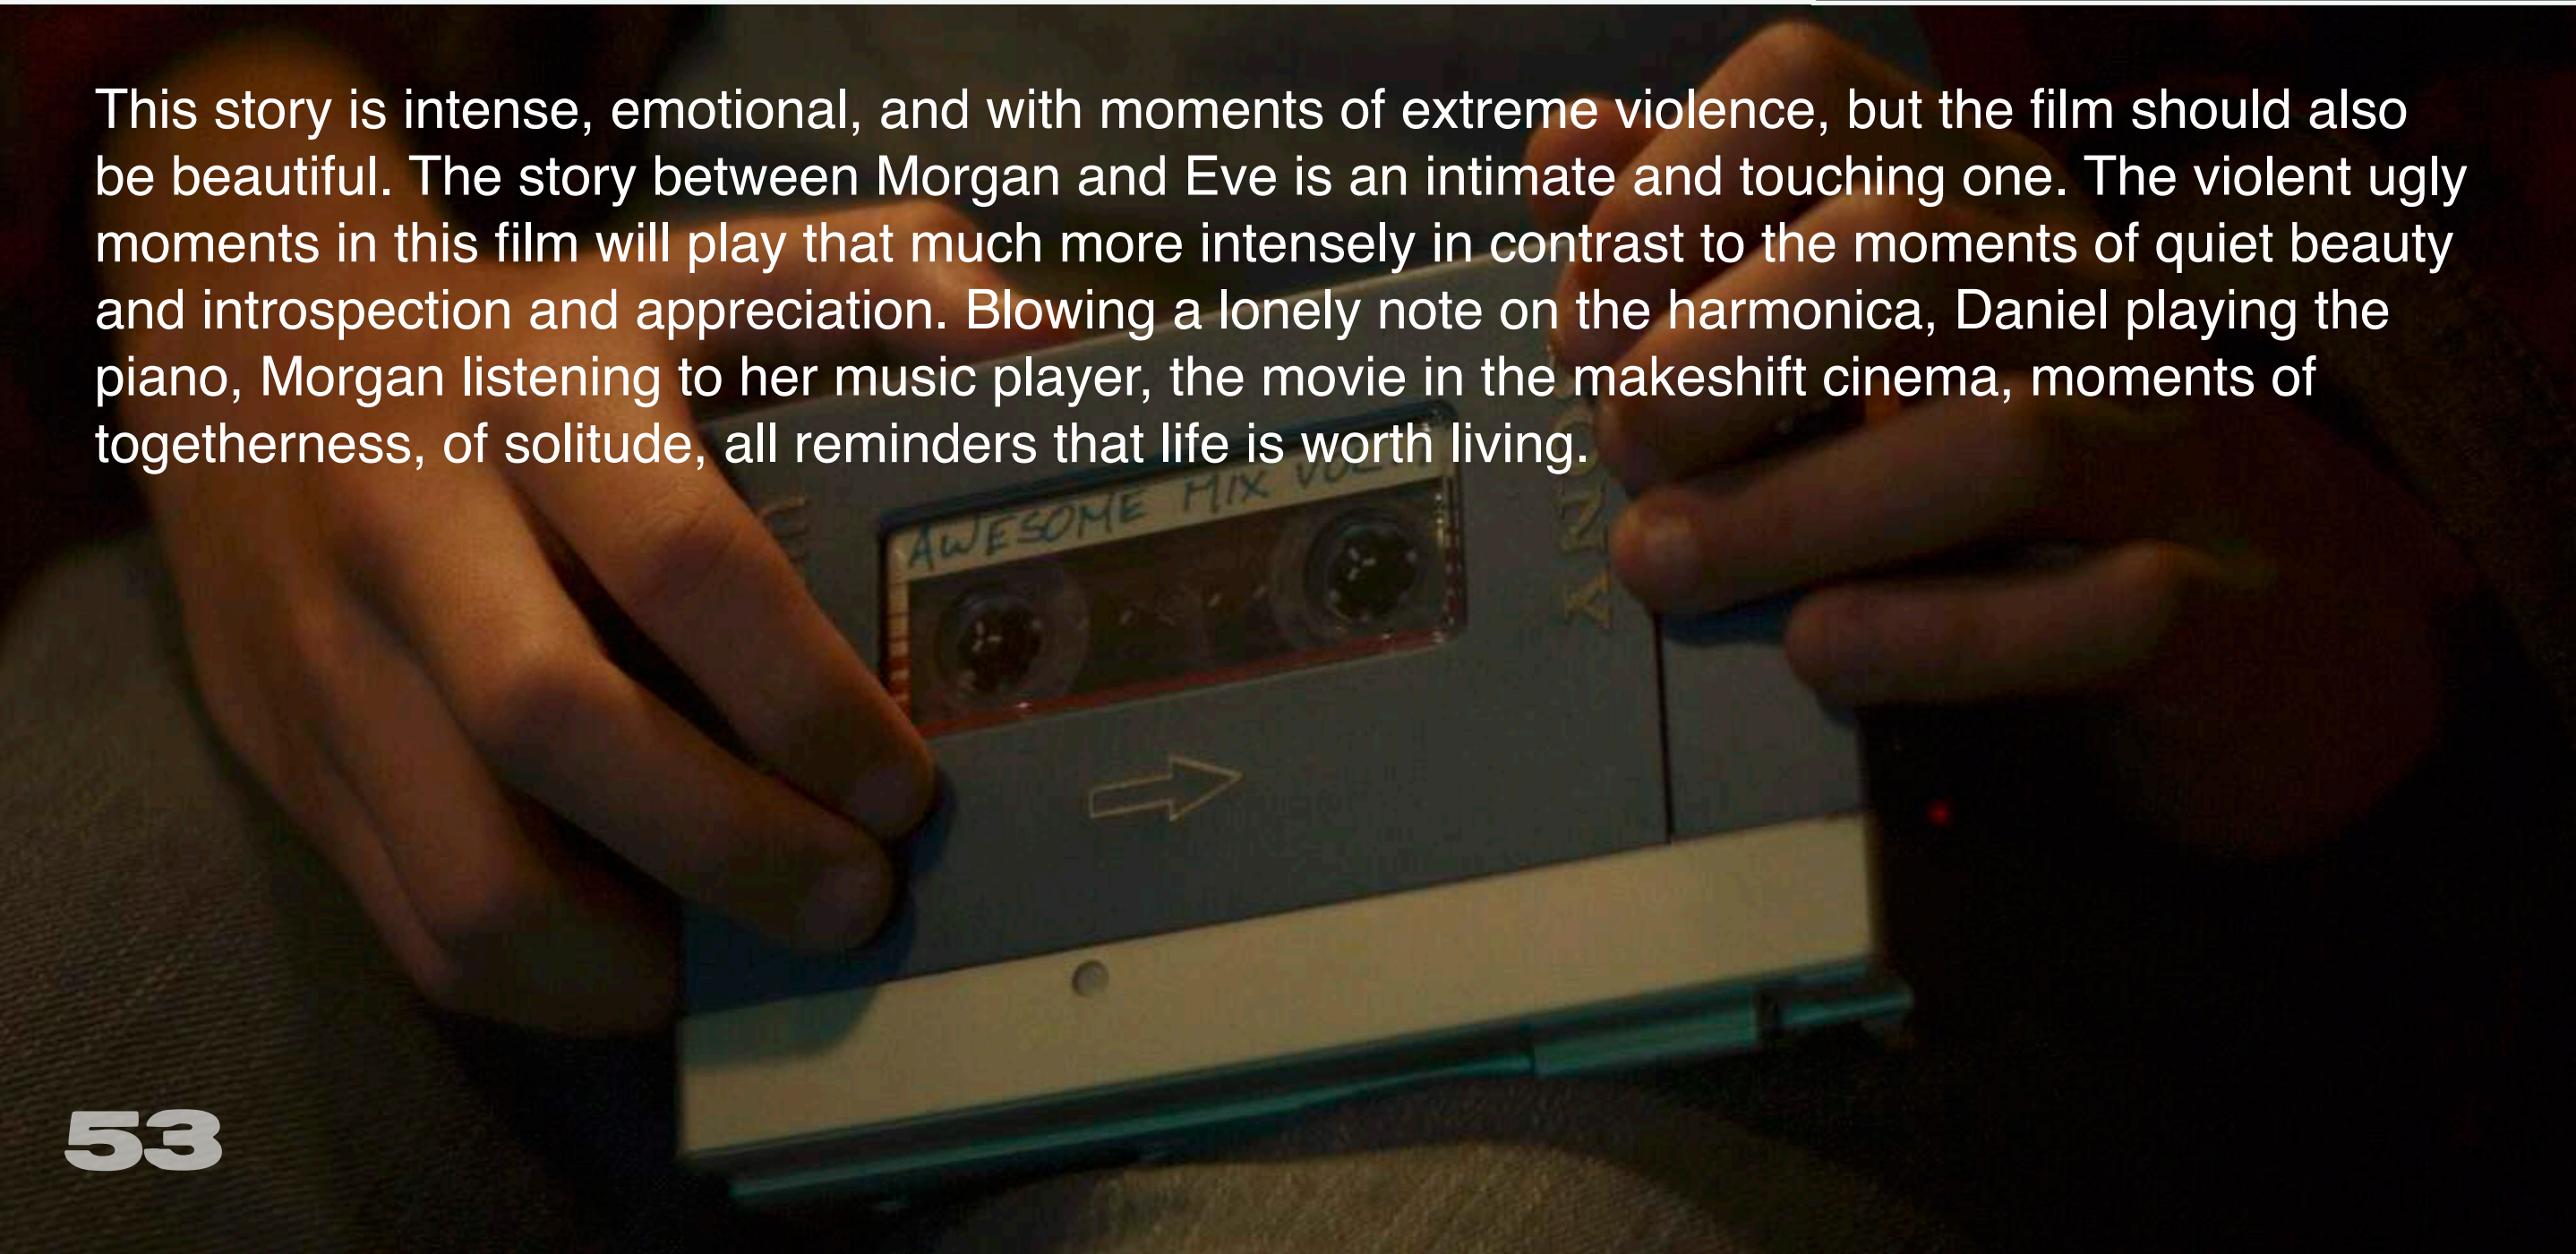 This story is intense, emotional, and with moments of extreme violence, but the film should also
be beautiful. The story between Morgan and Eve is an intimate and touching one. The violent ugly
moments in this film will play that much more intensely in contrast to the moments of quiet beauty
and introspection and appreciation. Blowing a lonely note on the harmonica, Daniel playing the
piano, Morgan listening to her music player, the movie in the makeshift cinema, moments of
togetherness, of solitude, all reminders that life is worth living.
AWESOME MIX VOL
53